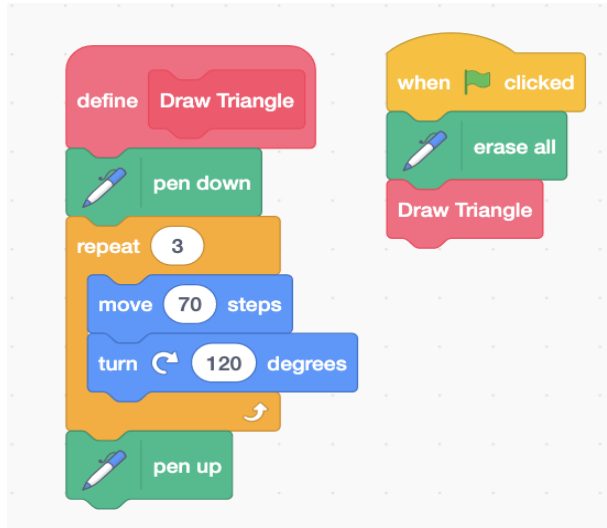 define Draw Triangle
pen down
repeat 3
move 70 steps
turn 120 degrees
pen up
when clicked
erase all
Draw Triangle